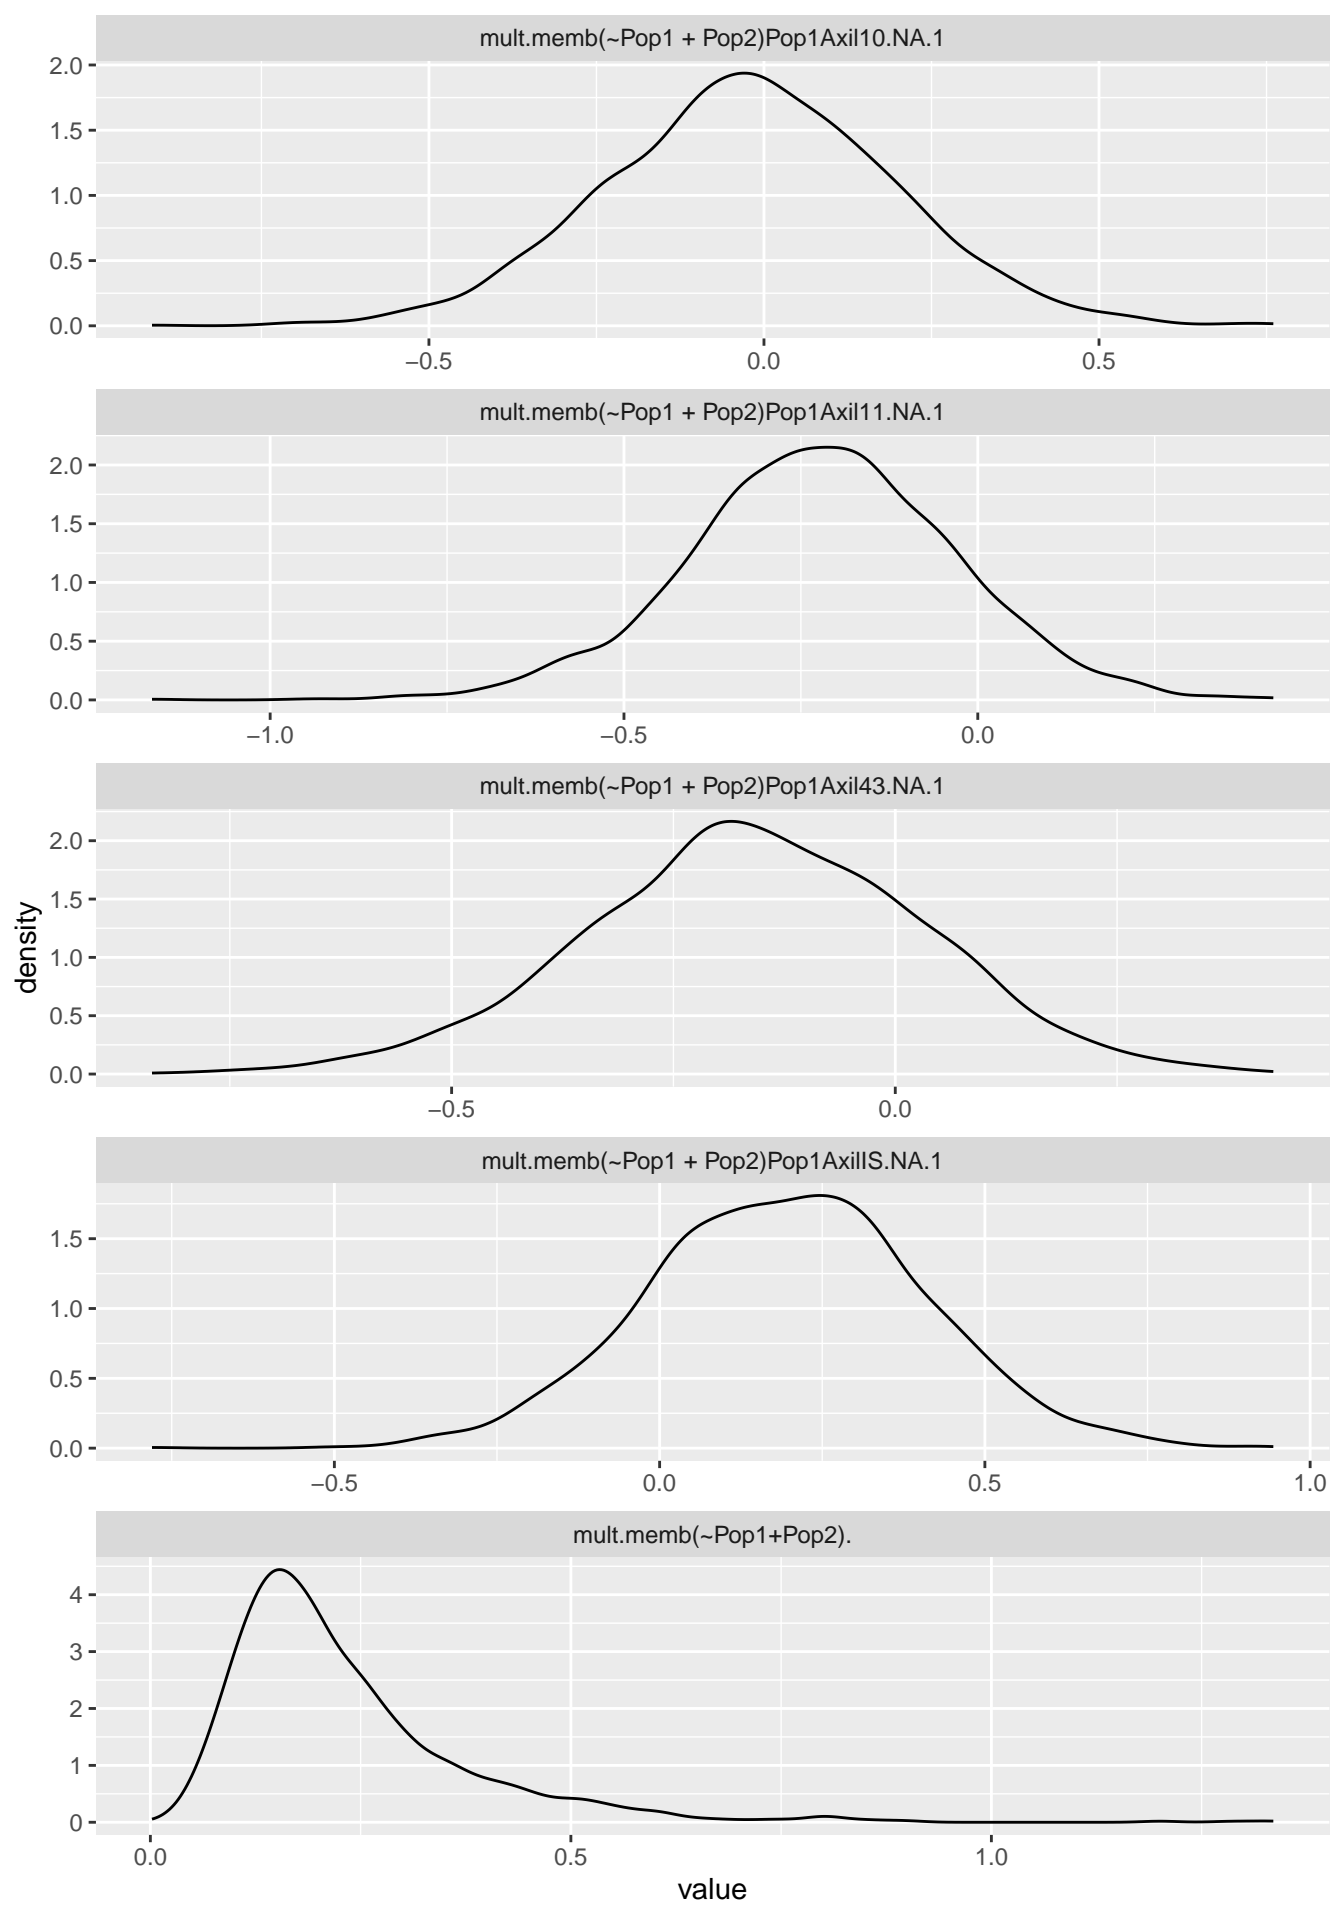 mult.memb(~Pop1 + Pop2)Pop1Axil10.NA.1
2.0
1.5
1.0
0.5
0.0
−0.5 0.0 0.5
mult.memb(~Pop1 + Pop2)Pop1Axil11.NA.1
2.0
1.5
1.0
0.5
0.0
−1.0 −0.5 0.0
mult.memb(~Pop1 + Pop2)Pop1Axil43.NA.1
2.0
1.5
1.0
0.5
0.0
−0.5 0.0
density
mult.memb(~Pop1 + Pop2)Pop1AxilIS.NA.1
1.5
1.0
0.5
0.0
−0.5 0.0 0.5 1.0
mult.memb(~Pop1+Pop2).
4
3
2
1
0
0.0 0.5 1.0
value